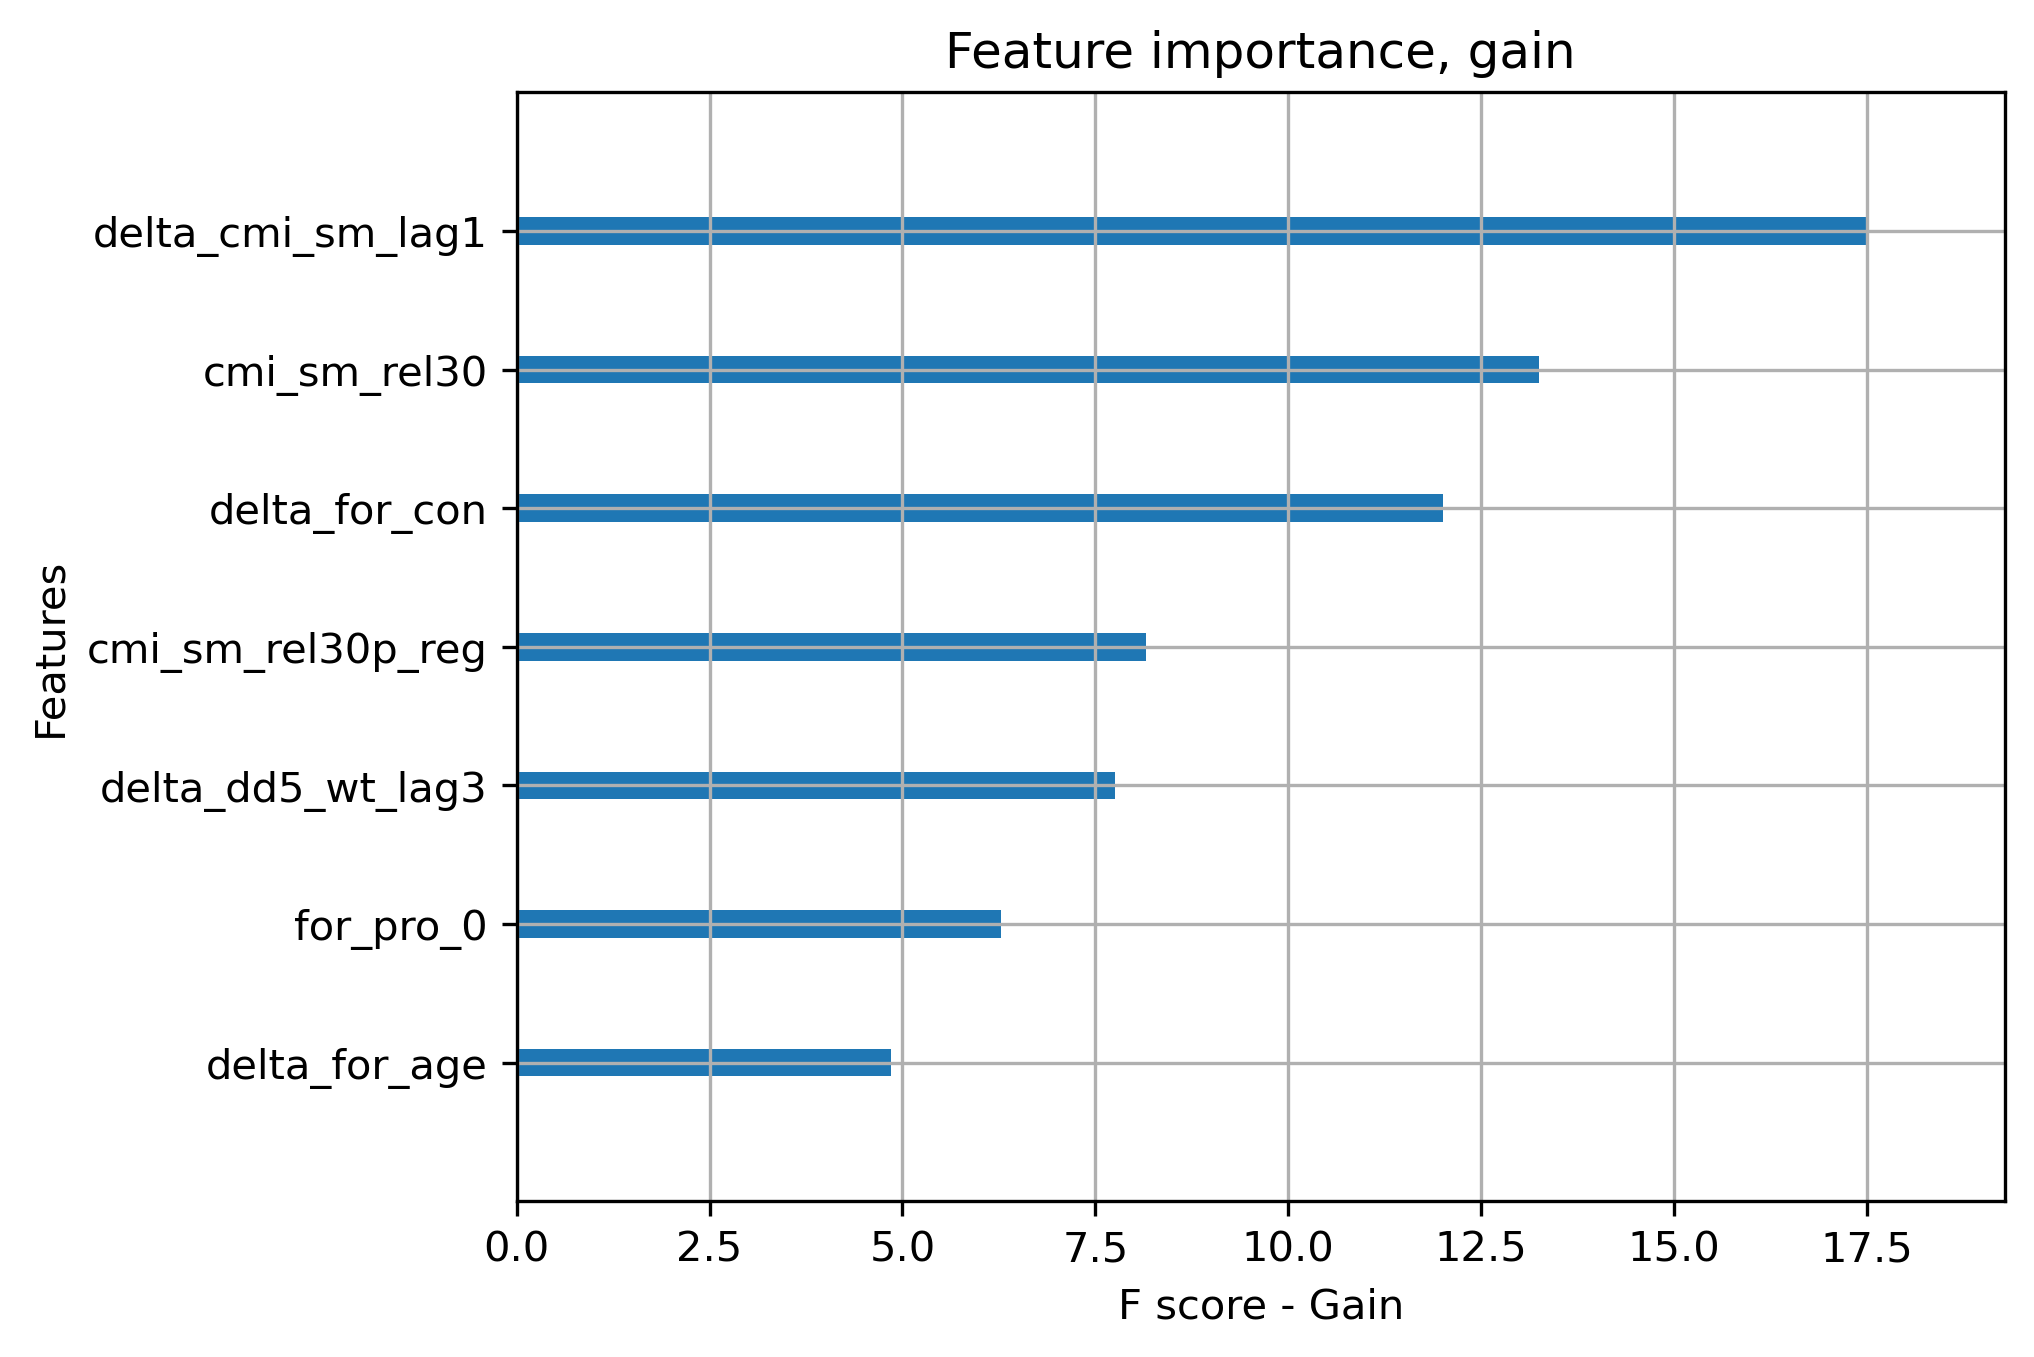 Feature importance, gain
delta_cmi_sm_lag1
cmi_sm_rel30
delta_for_con
cmi_sm_rel30p_reg
delta_dd5_wt_lag3
for_pro_0
delta_for_age
Features
0.0 2.5 5.0 7.5 10.0 12.5 15.0 17.5
F score - Gain